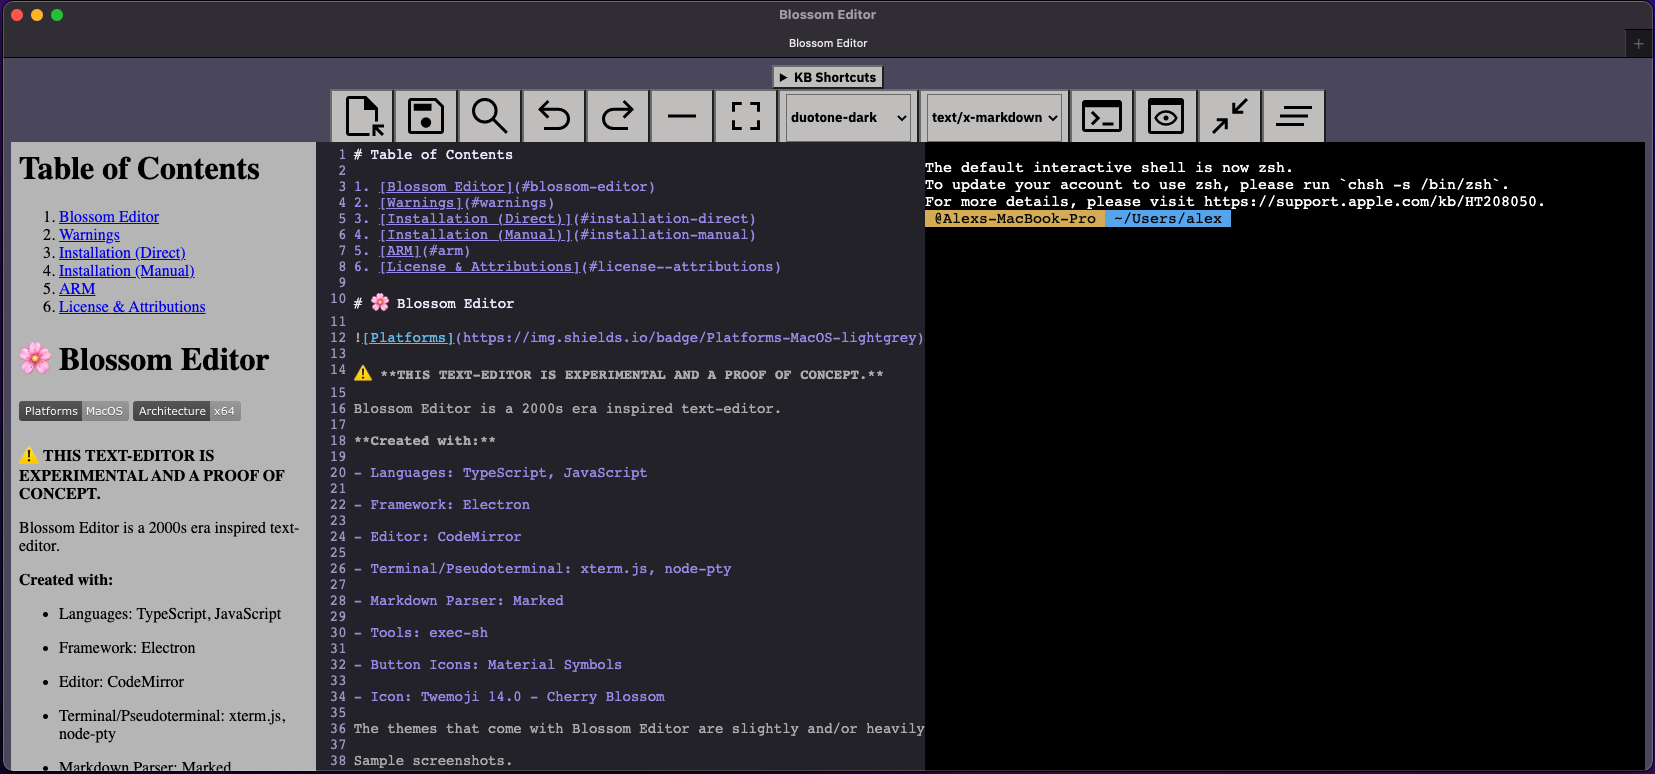 Blossom Editor
Blossom Editor
+
▶ KB Shortcuts
duotone-dark
text/x-markdown
Table of Contents
1. Blossom Editor
2. Warnings
3. Installation (Direct)
4. Installation (Manual)
5. ARM
6. License & Attributions
🌸 Blossom Editor
Platforms MacOS Architecture x64
⚠️ THIS TEXT-EDITOR IS
EXPERIMENTAL AND A PROOF OF
CONCEPT.
Blossom Editor is a 2000s era inspired text-
editor.
Created with:
• Languages: TypeScript, JavaScript
• Framework: Electron
• Editor: CodeMirror
• Terminal/Pseudoterminal: xterm.js,
node-pty
• Markdown Parser: Marked
1 # Table of Contents
2
3 1. [Blossom Editor](#blossom-editor)
4 2. [Warnings](#warnings)
5 3. [Installation (Direct)](#installation-direct)
6 4. [Installation (Manual)](#installation-manual)
7 5. [ARM](#arm)
8 6. [License & Attributions](#license--attributions)
9
10 # 🌸 Blossom Editor
11
12 ![Platforms](https://img.shields.io/badge/Platforms-MacOS-lightgrey)
13
14 ⚠️ **THIS TEXT-EDITOR IS EXPERIMENTAL AND A PROOF OF CONCEPT.**
15
16 Blossom Editor is a 2000s era inspired text-editor.
17
18 **Created with:**
19
20 - Languages: TypeScript, JavaScript
21
22 - Framework: Electron
23
24 - Editor: CodeMirror
25
26 - Terminal/Pseudoterminal: xterm.js, node-pty
27
28 - Markdown Parser: Marked
29
30 - Tools: exec-sh
31
32 - Button Icons: Material Symbols
33
34 - Icon: Twemoji 14.0 - Cherry Blossom
35
36 The themes that come with Blossom Editor are slightly and/or heavily
37
38 Sample screenshots.
The default interactive shell is now zsh.
To update your account to use zsh, please run `chsh -s /bin/zsh`.
For more details, please visit https://support.apple.com/kb/HT208050.
@Alexs-MacBook-Pro ~/Users/alex